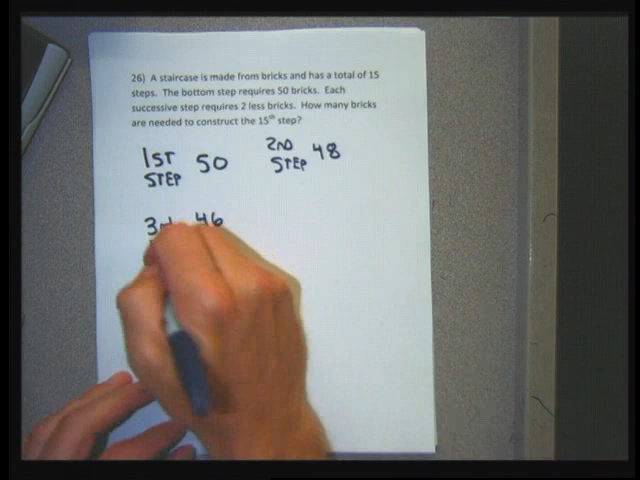 26) A staircase is made from bricks and has a total of 15
steps. The bottom step requires 50 bricks. Each
successive step requires 2 less bricks. How many bricks
are needed to construct the 15th step?
1ST STEP 50
2ND STEP 48
3rd 46